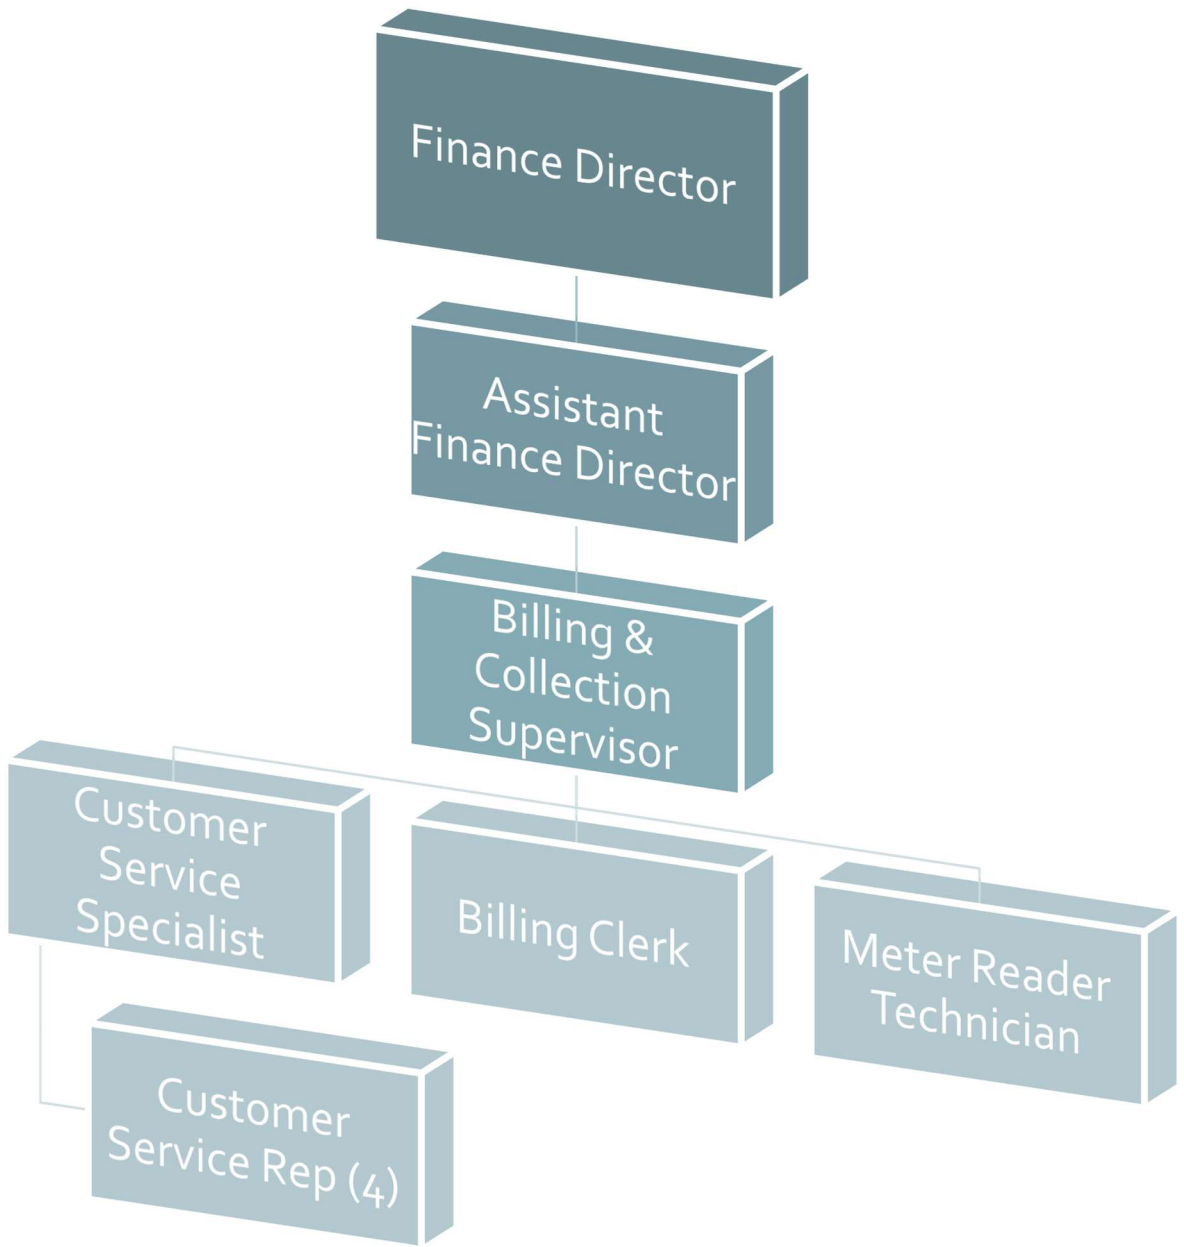 Finance Director
Assistant
Finance Director
Billing &
Collection
Supervisor
Customer
Service
Specialist
Billing Clerk
Meter Reader
Technician
Customer
Service Rep (4)